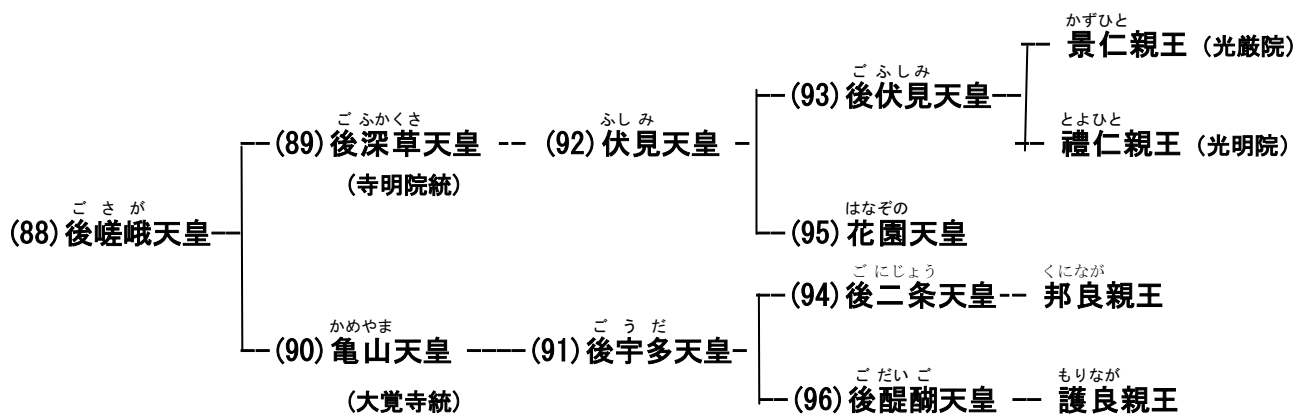 かずひと
景仁親王 (光厳院)
ごふしみ
(93) 後伏見天皇
ごふかくさ
(89) 後深草天皇
ふしみ
(92) 伏見天皇
とよひと
禮仁親王 (光明院)
(寺明院統)
ごさが
(88) 後嵯峨天皇
はなぞの
(95) 花園天皇
ごにじょう
(94) 後二条天皇
くになが
邦良親王
かめやま
(90) 亀山天皇
ごうだ
(91) 後宇多天皇
(大覚寺統)
ごだいご
(96) 後醍醐天皇
もりなが
護良親王